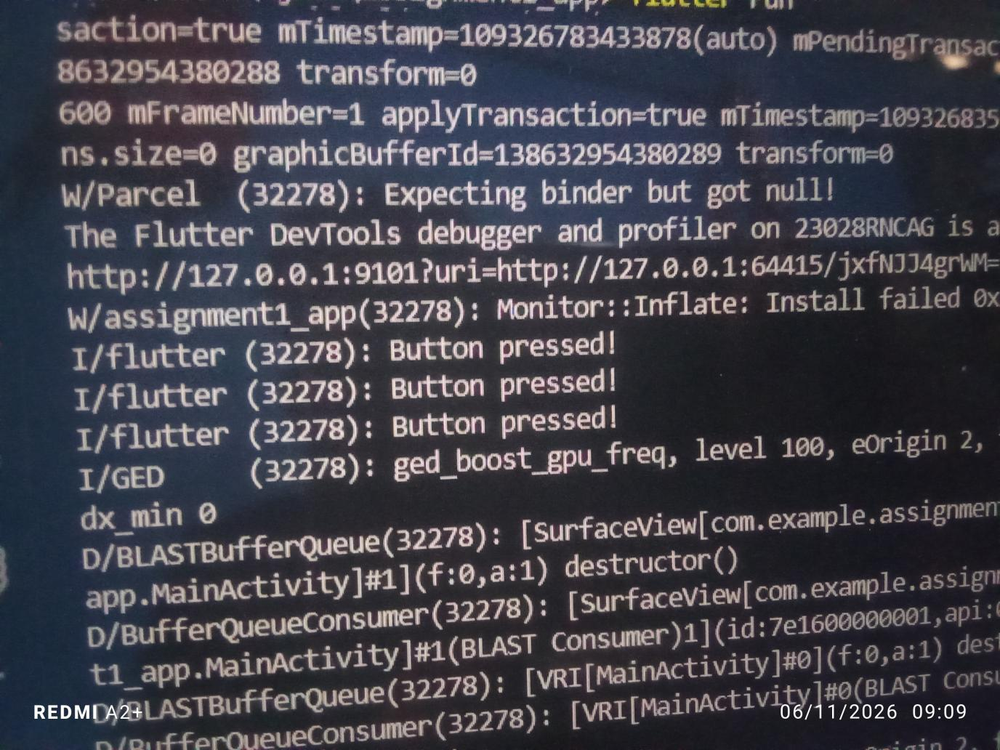 flutter run
saction=true mTimestamp=109326783433878(auto) mPendingTransac
8632954380288 transform=0
600 mFrameNumber=1 applyTransaction=true mTimestamp=109326835
ns.size=0 graphicBufferId=138632954380289 transform=0
W/Parcel  (32278): Expecting binder but got null!
The Flutter DevTools debugger and profiler on 23028RNCAG is a
http://127.0.0.1:9101?uri=http://127.0.0.1:64415/jxfNJJ4grWM=
W/assignment1_app(32278): Monitor::Inflate: Install failed 0x
I/flutter (32278): Button pressed!
I/flutter (32278): Button pressed!
I/flutter (32278): Button pressed!
I/GED     (32278): ged_boost_gpu_freq, level 100, eOrigin 2,
dx_min 0
D/BLASTBufferQueue(32278): [SurfaceView[com.example.assignmen
app.MainActivity]#1](f:0,a:1) destructor()
D/BufferQueueConsumer(32278): [SurfaceView[com.example.assignm
t1_app.MainActivity]#1(BLAST Consumer)1](id:7e1600000001,api:0
D/BLASTBufferQueue(32278): [VRI[MainActivity]#0](f:0,a:1) dest
D/BufferQueueConsumer(32278): [VRI[MainActivity]#0(BLAST Consu
REDMI A2+
06/11/2026 09:09